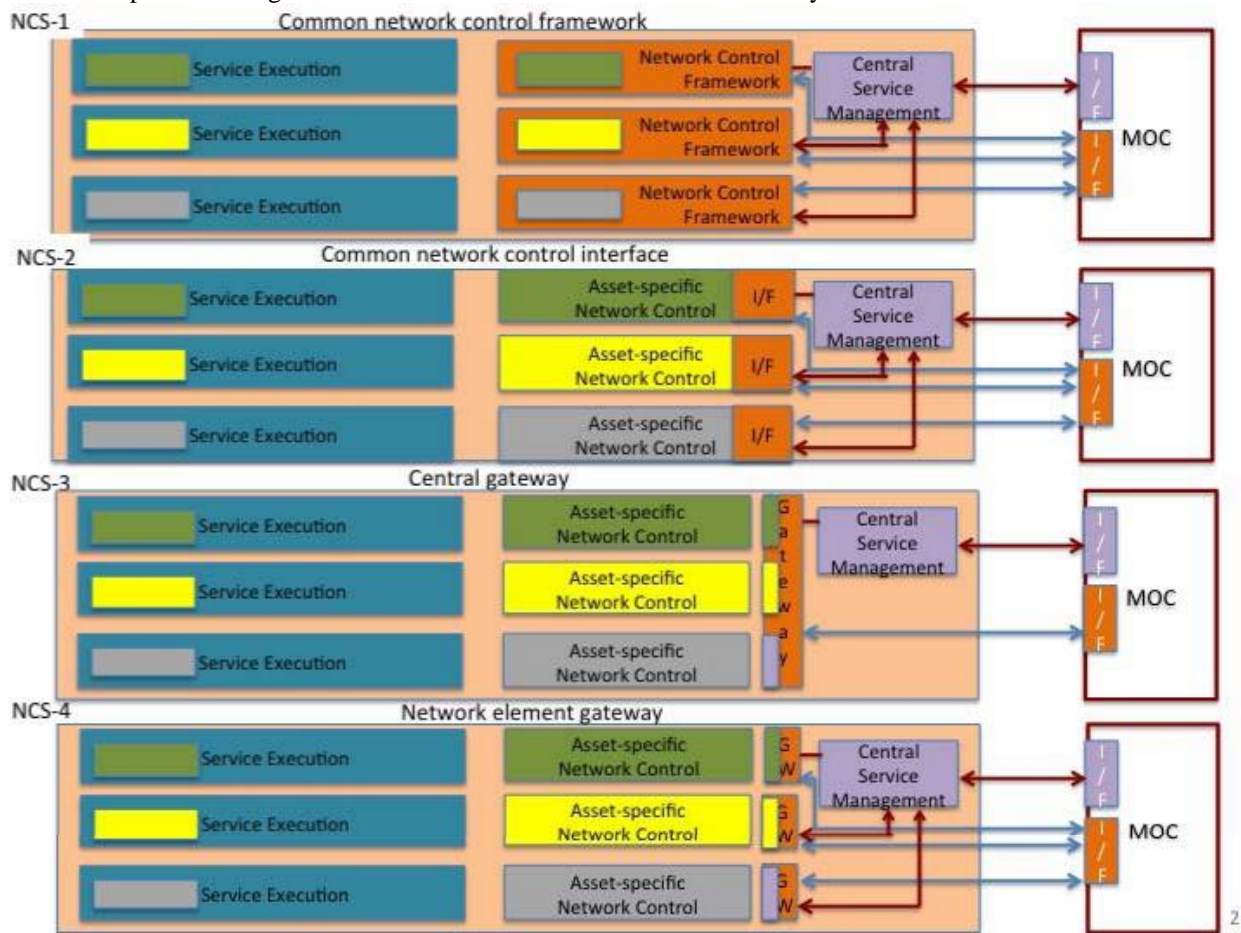 NCS-1
Common network control framework
Service Execution
Network Control
Framework
Central
Service
Management
I
/
F
Service Execution
Network Control
Framework
I
/
F
MOC
Service Execution
Network Control
Framework
NCS-2
Common network control interface
Service Execution
Asset-specific
Network Control
I/F
Central
Service
Management
I
/
F
Service Execution
Asset-specific
Network Control
I/F
I
/
F
MOC
Service Execution
Asset-specific
Network Control
I/F
NCS-3
Central gateway
Service Execution
Asset-specific
Network Control
G
a
t
e
w
a
y
Central
Service
Management
I
/
F
Service Execution
Asset-specific
Network Control
I
/
F
MOC
Service Execution
Asset-specific
Network Control
NCS-4
Network element gateway
Service Execution
Asset-specific
Network Control
G
W
Central
Service
Management
I
/
F
Service Execution
Asset-specific
Network Control
G
W
I
/
F
MOC
Service Execution
Asset-specific
Network Control
G
W
2